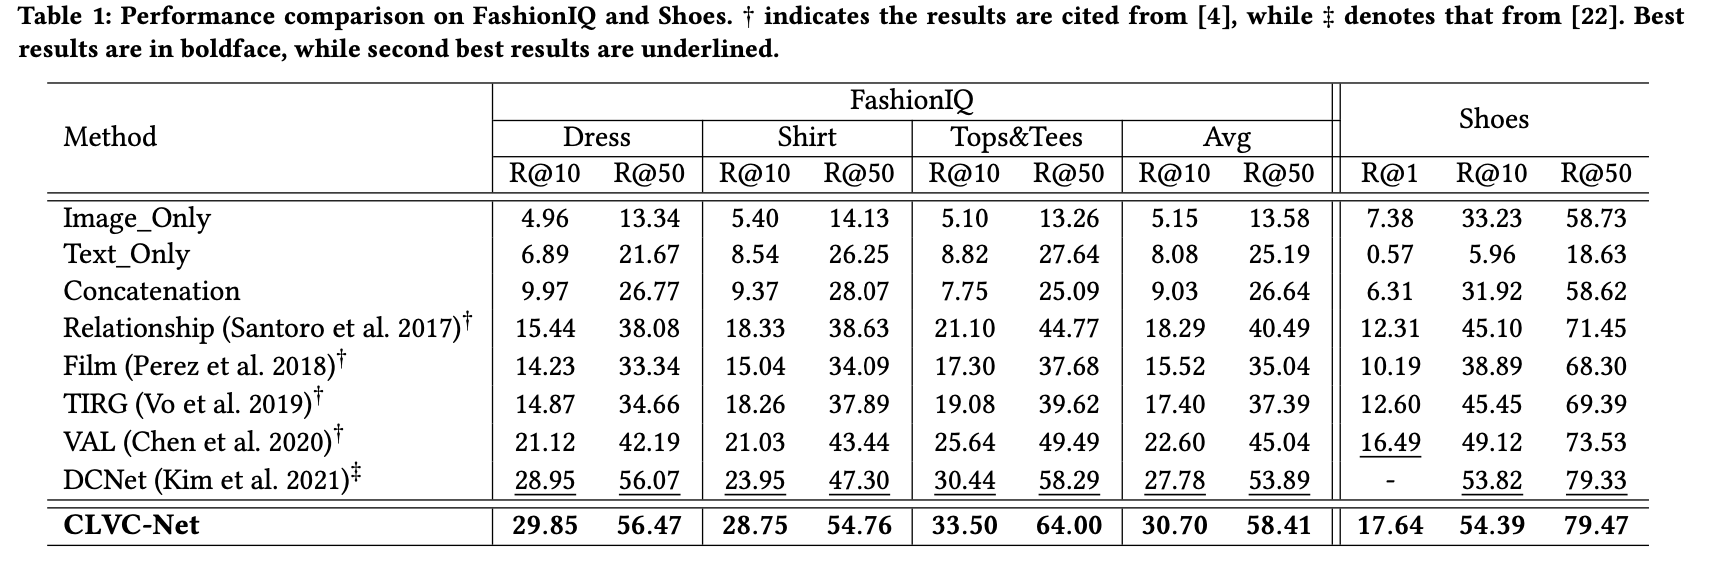 Table 1: Performance comparison on FashionIQ and Shoes. † indicates the results are cited from [4], while ‡ denotes that from [22]. Best
results are in boldface, while second best results are underlined.
FashionIQ
Shoes
Method
Dress Shirt Tops&Tees Avg
R@10 R@50 R@10 R@50 R@10 R@50 R@10 R@50 R@1 R@10 R@50
Image_Only 4.96 13.34 5.40 14.13 5.10 13.26 5.15 13.58 7.38 33.23 58.73
Text_Only 6.89 21.67 8.54 26.25 8.82 27.64 8.08 25.19 0.57 5.96 18.63
Concatenation 9.97 26.77 9.37 28.07 7.75 25.09 9.03 26.64 6.31 31.92 58.62
Relationship (Santoro et al. 2017)† 15.44 38.08 18.33 38.63 21.10 44.77 18.29 40.49 12.31 45.10 71.45
Film (Perez et al. 2018)† 14.23 33.34 15.04 34.09 17.30 37.68 15.52 35.04 10.19 38.89 68.30
TIRG (Vo et al. 2019)† 14.87 34.66 18.26 37.89 19.08 39.62 17.40 37.39 12.60 45.45 69.39
VAL (Chen et al. 2020)† 21.12 42.19 21.03 43.44 25.64 49.49 22.60 45.04 16.49 49.12 73.53
DCNet (Kim et al. 2021)‡ 28.95 56.07 23.95 47.30 30.44 58.29 27.78 53.89 - 53.82 79.33
CLVC-Net 29.85 56.47 28.75 54.76 33.50 64.00 30.70 58.41 17.64 54.39 79.47